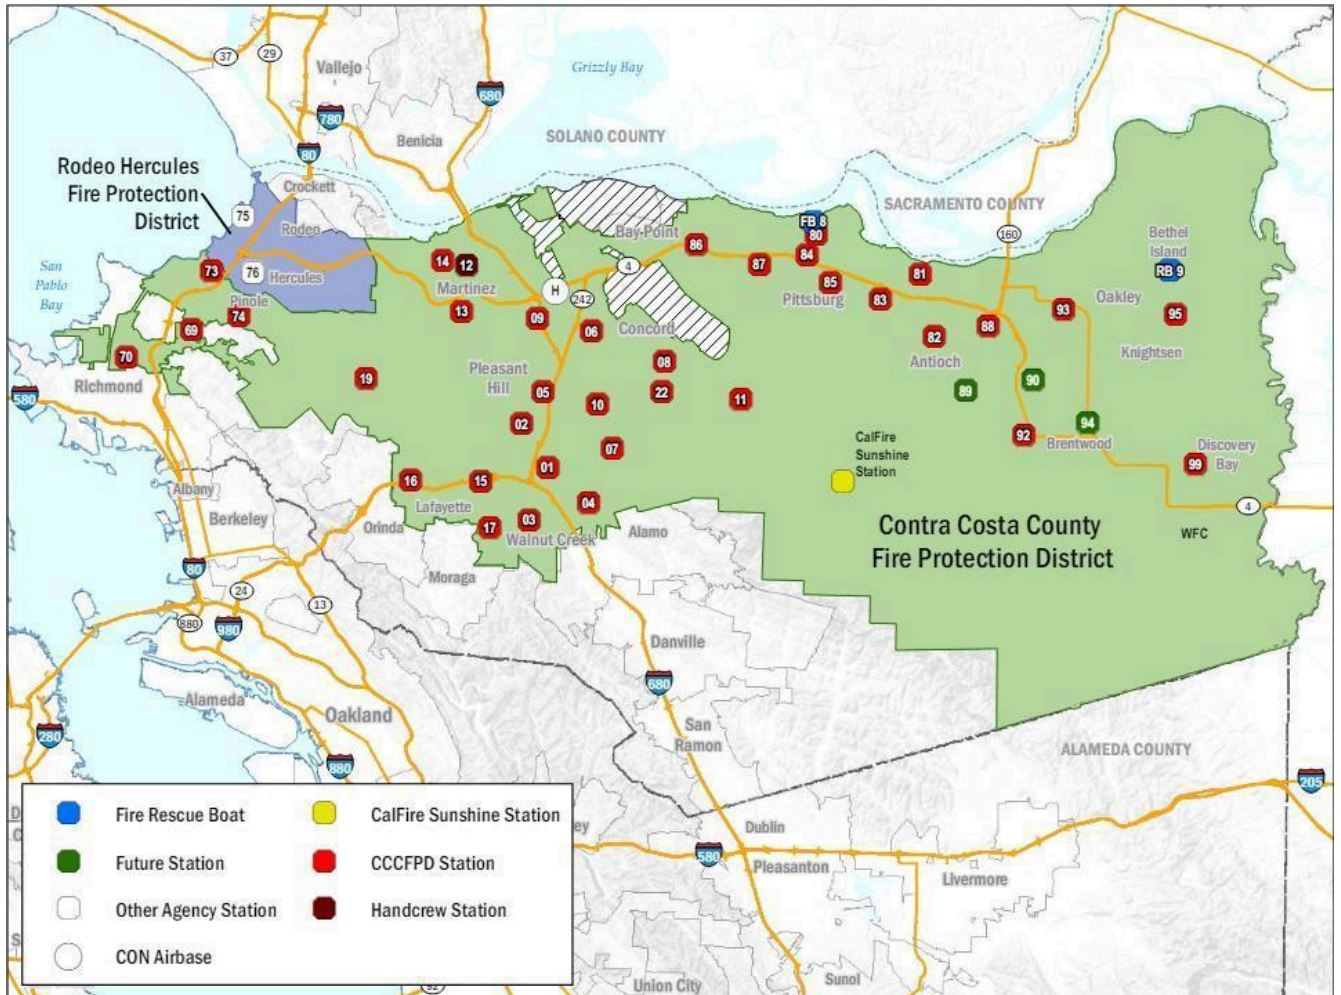 37
29
Vallejo
Grizzly Bay
680
780
Benicia
SOLANO COUNTY
80
Rodeo Hercules
Fire Protection
District
Crockett
75
Rodeo
SACRAMENTO COUNTY
FB 8
80
Bay Point
86
160
Bethel
Island
RB 9
San
Pablo
Bay
73
76
Hercules
14
12
Martinez
4
87
84
85
Pittsburg
81
83
H
242
Oakley
Pinole
74
69
13
09
06
Concord
93
95
88
82
Antioch
Knightsen
70
Richmond
580
19
Pleasant
Hill
08
05
22
10
11
89
90
02
94
92
Brentwood
07
CalFire
Sunshine
Station
Discovery
Bay
99
01
16
15
Albany
Lafayette
04
4
Berkeley
Orinda
17
03
Walnut Creek
Alamo
Contra Costa County
Fire Protection District
WFC
80
Moraga
24
13
880
980
Danville
680
Alameda
Oakland
San
Ramon
280
880
ALAMEDA COUNTY
205
Fire Rescue Boat
CalFire Sunshine Station
Future Station
CCCFPD Station
Other Agency Station
Handcrew Station
CON Airbase
ey
580
Dublin
Pleasanton
Livermore
Sunol
Union City
92